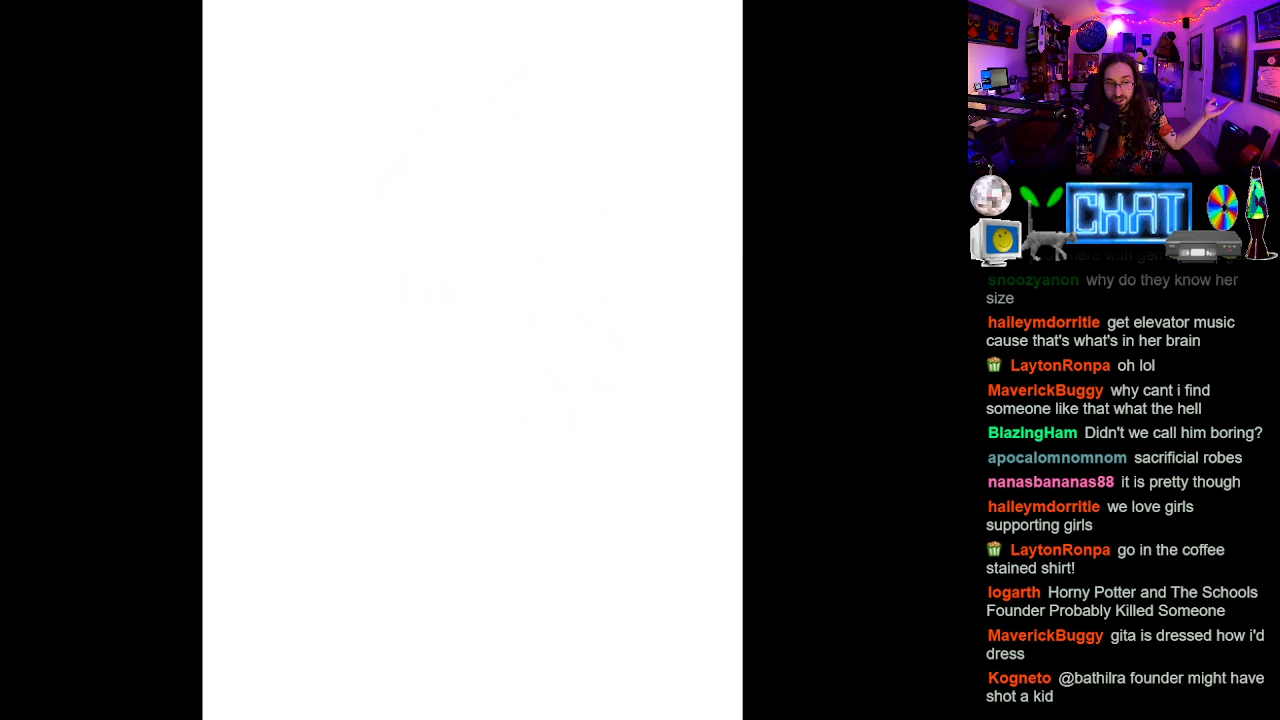 CHAT
snoozyanon why do they know her
size
haileymdorritie get elevator music
cause that's what's in her brain
LaytonRonpa oh lol
MaverickBuggy why cant i find
someone like that what the hell
BlazingHam Didn't we call him boring?
apocalomnomnom sacrificial robes
nanasbananas88 it is pretty though
haileymdorritie we love girls
supporting girls
LaytonRonpa go in the coffee
stained shirt!
logarth Horny Potter and The Schools
Founder Probably Killed Someone
MaverickBuggy gita is dressed how i'd
dress
Kogneto @bathilra founder might have
shot a kid